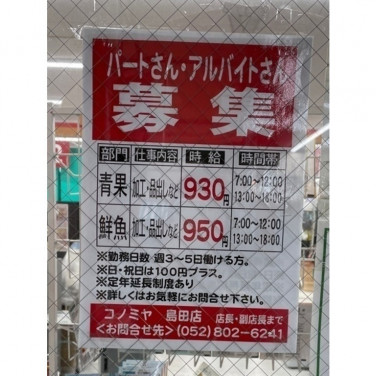 パートさん・アルバイトさん
募集
部門 仕事内容 時給 時間帯
青果 加工・品出しなど 930円 7:00〜12:00
13:00〜18:00
鮮魚 加工・品出しなど 950円 7:00〜12:00
13:00〜18:00
※勤務日数・週3〜5日働ける方。
※日・祝日は100円プラス。
※定年延長制度あり
※詳しくはお気軽にお問合せ下さい。
コノミヤ 島田店 店長・副店長まで
<お問合せ先>(052)802-6241